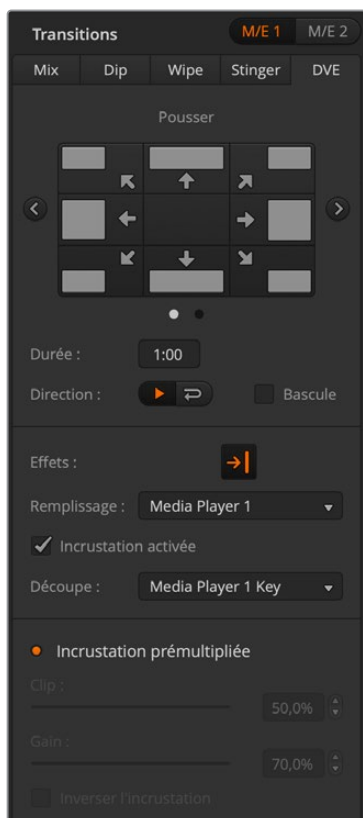 Transitions M/E 1 M/E 2
Mix Dip Wipe Stinger DVE
Pousser
Durée : 1:00
Direction : Bascule
Effets :
Remplissage : Media Player 1
Incrustation activée
Découpe : Media Player 1 Key
Incrustation prémultipliée
Clip :
50,0%
Gain :
70,0%
Inverser l'incrustation